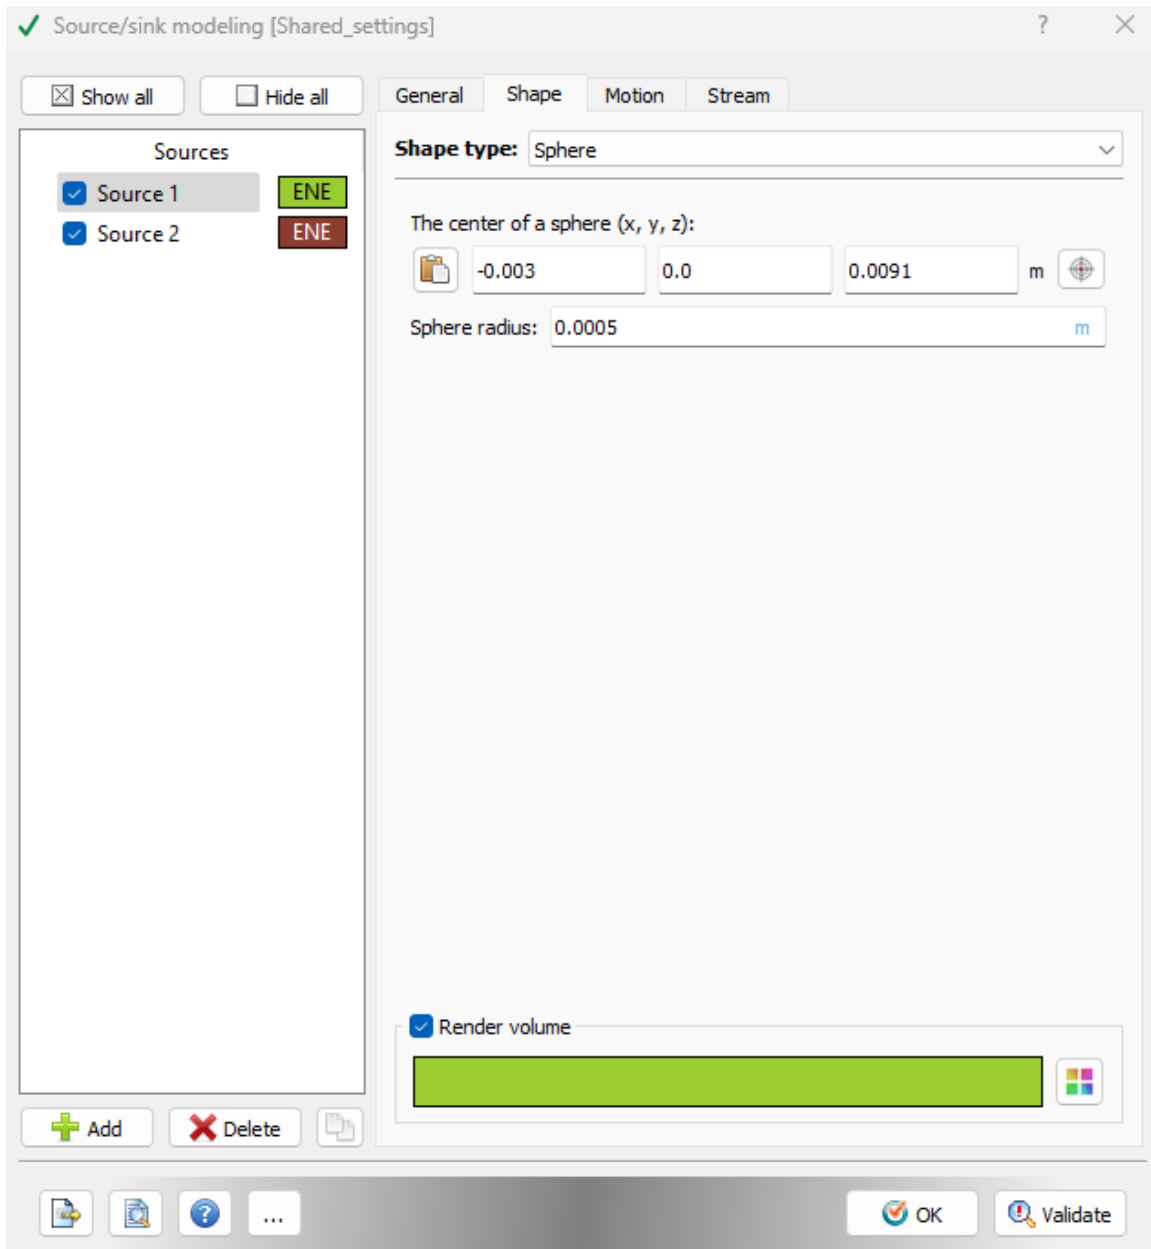 Source/sink modeling [Shared_settings]
?
Show all
Hide all
General
Shape
Motion
Stream
Sources
Source 1
ENE
Source 2
ENE
Shape type:
Sphere
The center of a sphere (x, y, z):
-0.003
0.0
0.0091
m
Sphere radius:
0.0005
m
Render volume
Add
Delete
?
...
OK
Validate